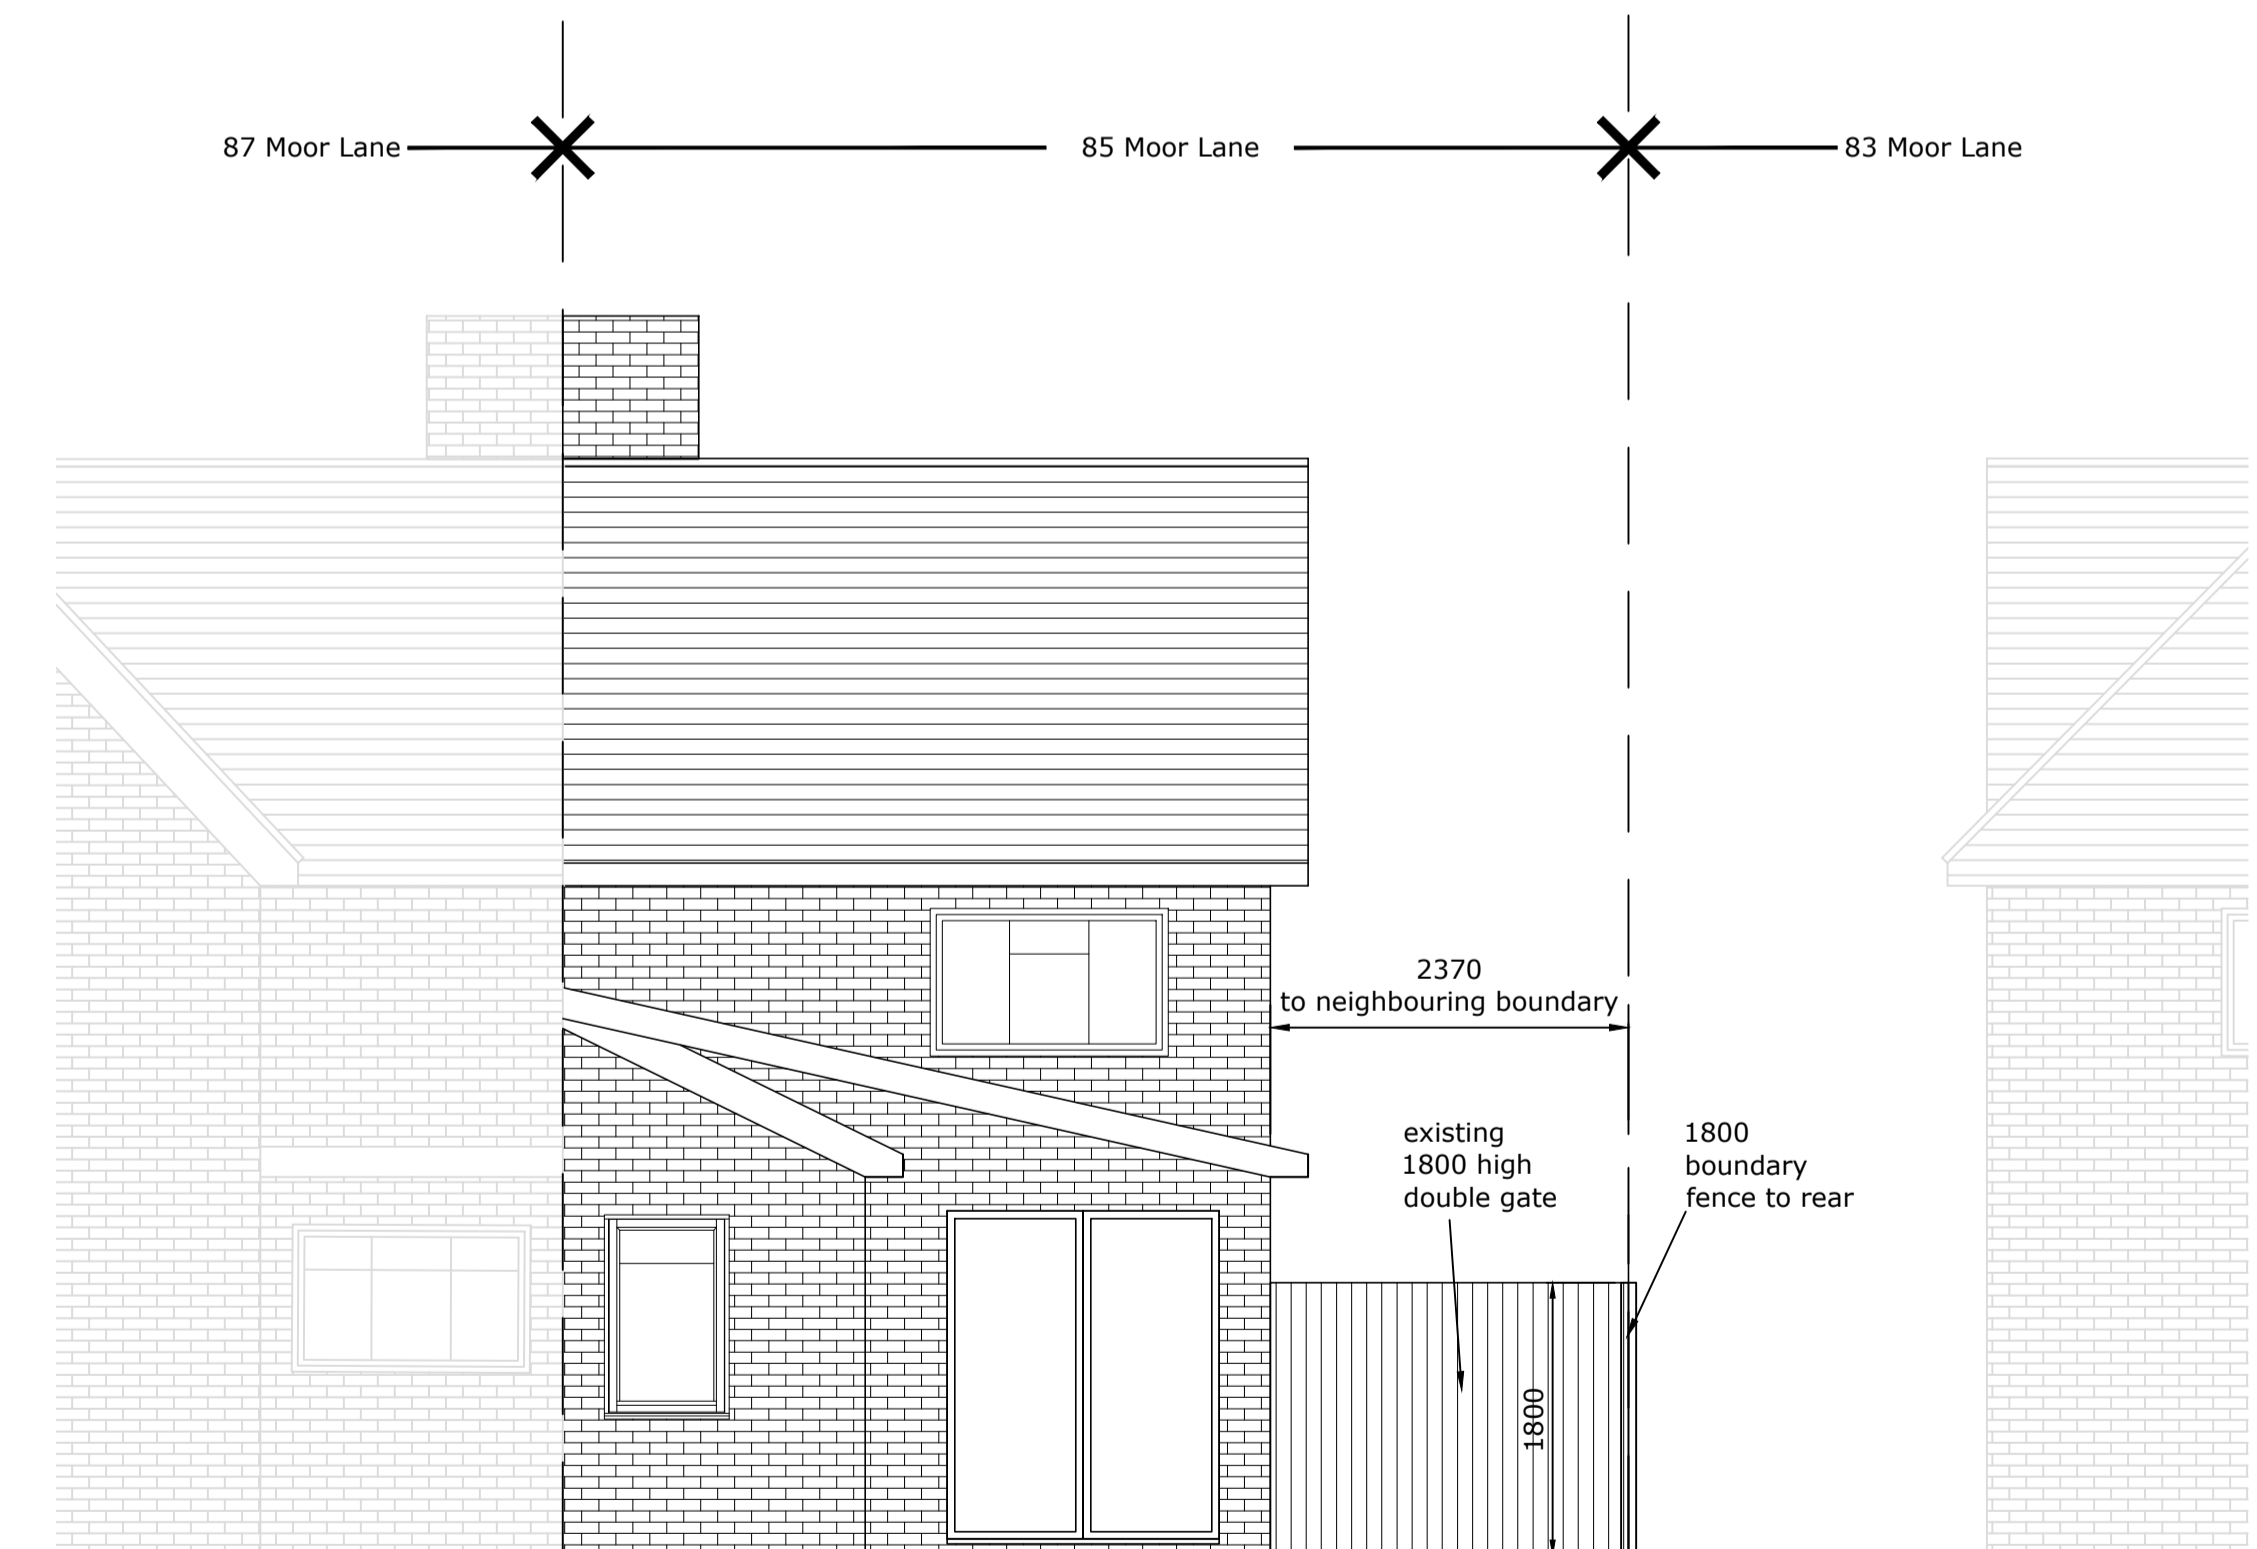 87 Moor Lane
85 Moor Lane
83 Moor Lane
2370
to neighbouring boundary
existing
1800 high
double gate
1800
boundary
fence to rear
1800